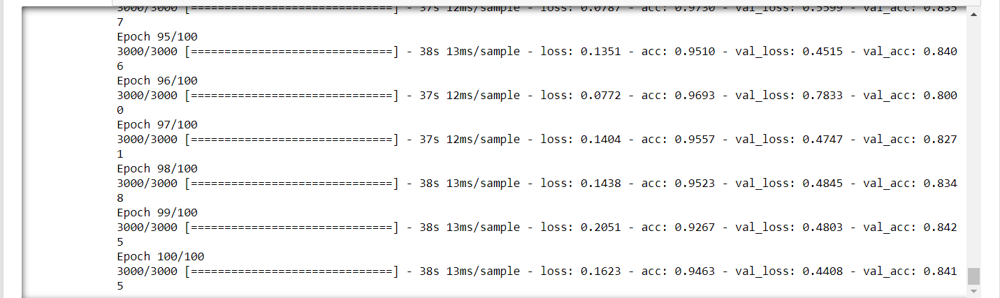 3000/3000 [==============================] - 37s 12ms/sample - loss: 0.0787 - acc: 0.9730 - val_loss: 0.5599 - val_acc: 0.835
7
Epoch 95/100
3000/3000 [==============================] - 38s 13ms/sample - loss: 0.1351 - acc: 0.9510 - val_loss: 0.4515 - val_acc: 0.840
6
Epoch 96/100
3000/3000 [==============================] - 37s 12ms/sample - loss: 0.0772 - acc: 0.9693 - val_loss: 0.7833 - val_acc: 0.800
0
Epoch 97/100
3000/3000 [==============================] - 37s 12ms/sample - loss: 0.1404 - acc: 0.9557 - val_loss: 0.4747 - val_acc: 0.827
1
Epoch 98/100
3000/3000 [==============================] - 38s 13ms/sample - loss: 0.1438 - acc: 0.9523 - val_loss: 0.4845 - val_acc: 0.834
8
Epoch 99/100
3000/3000 [==============================] - 38s 13ms/sample - loss: 0.2051 - acc: 0.9267 - val_loss: 0.4803 - val_acc: 0.842
5
Epoch 100/100
3000/3000 [==============================] - 38s 13ms/sample - loss: 0.1623 - acc: 0.9463 - val_loss: 0.4408 - val_acc: 0.841
5